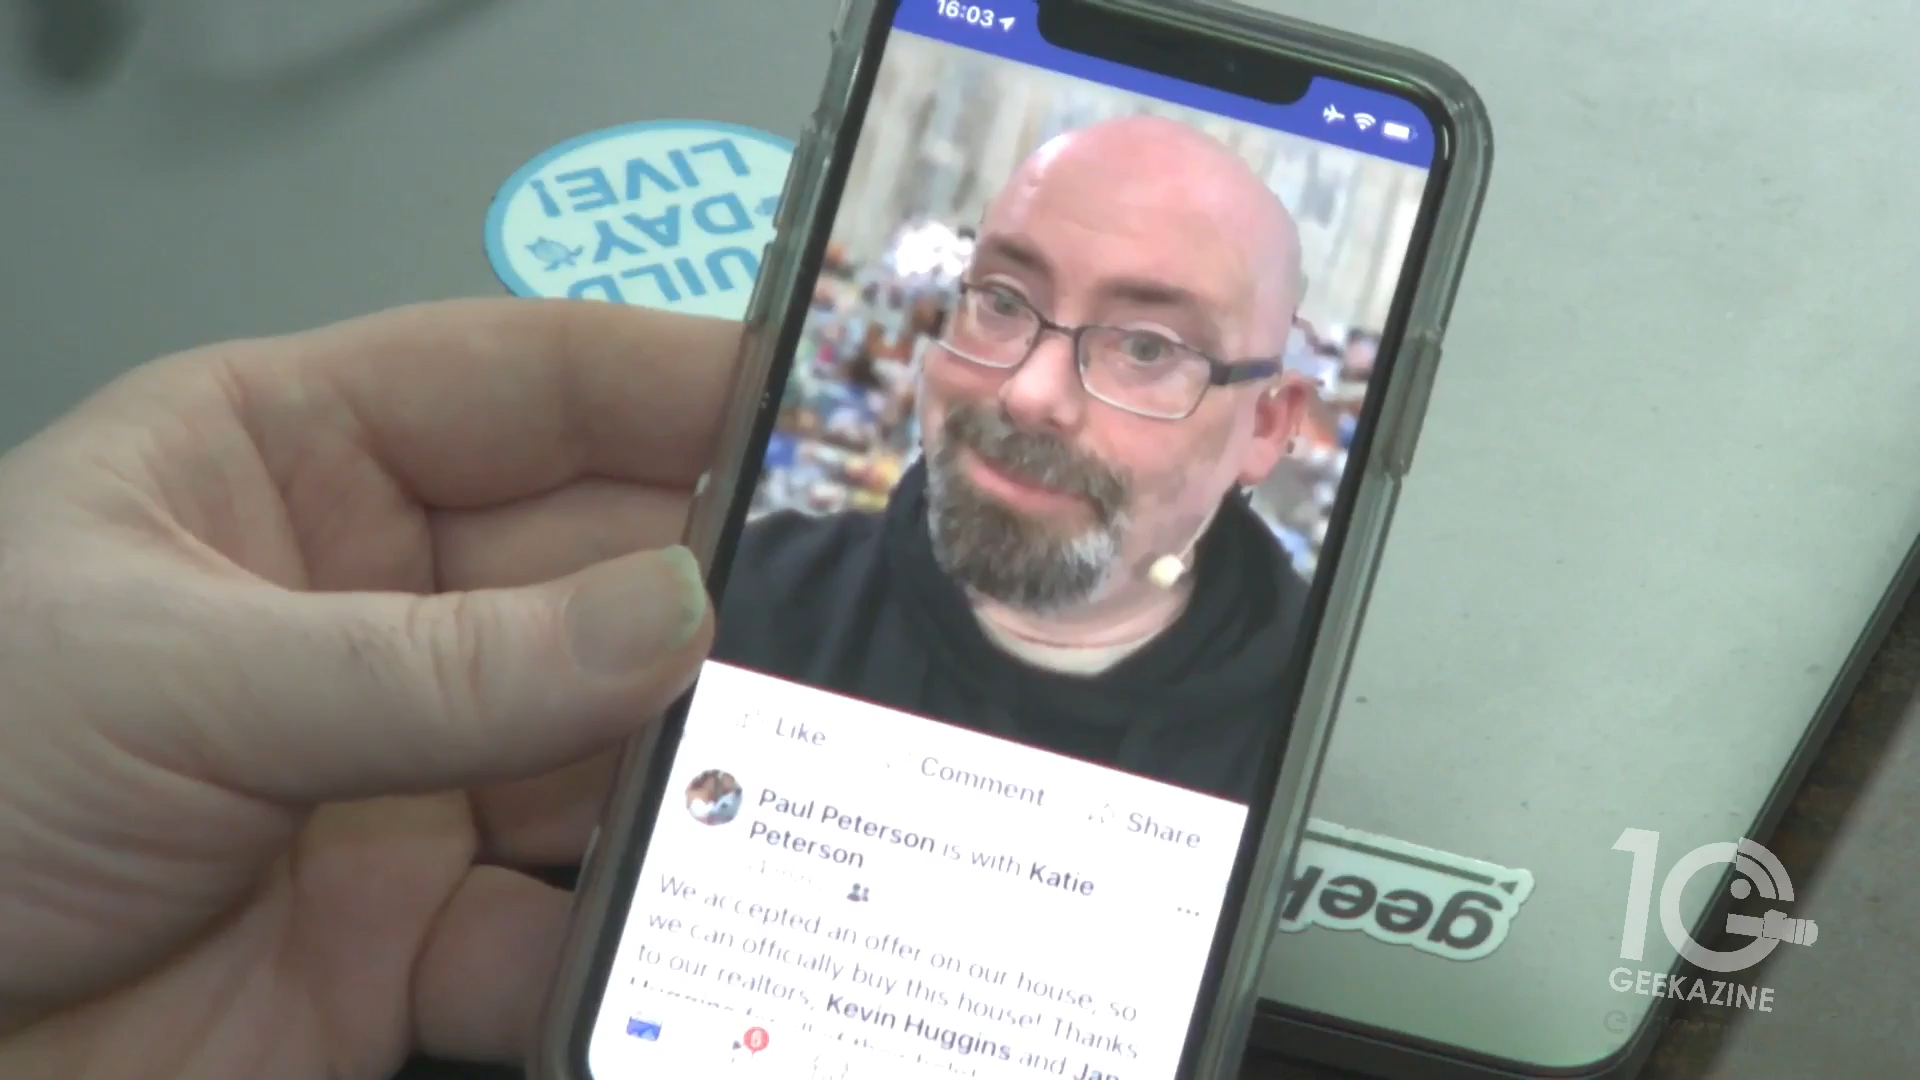 16:03
LIVE!
DAY
UILD
Like
Comment
Share
Paul Peterson is with Katie
Peterson
We accepted an offer on our house, so
we can officially buy this house! Thanks
to our realtors, Kevin Huggins and Jan
6
geek
10
GEEKAZINE